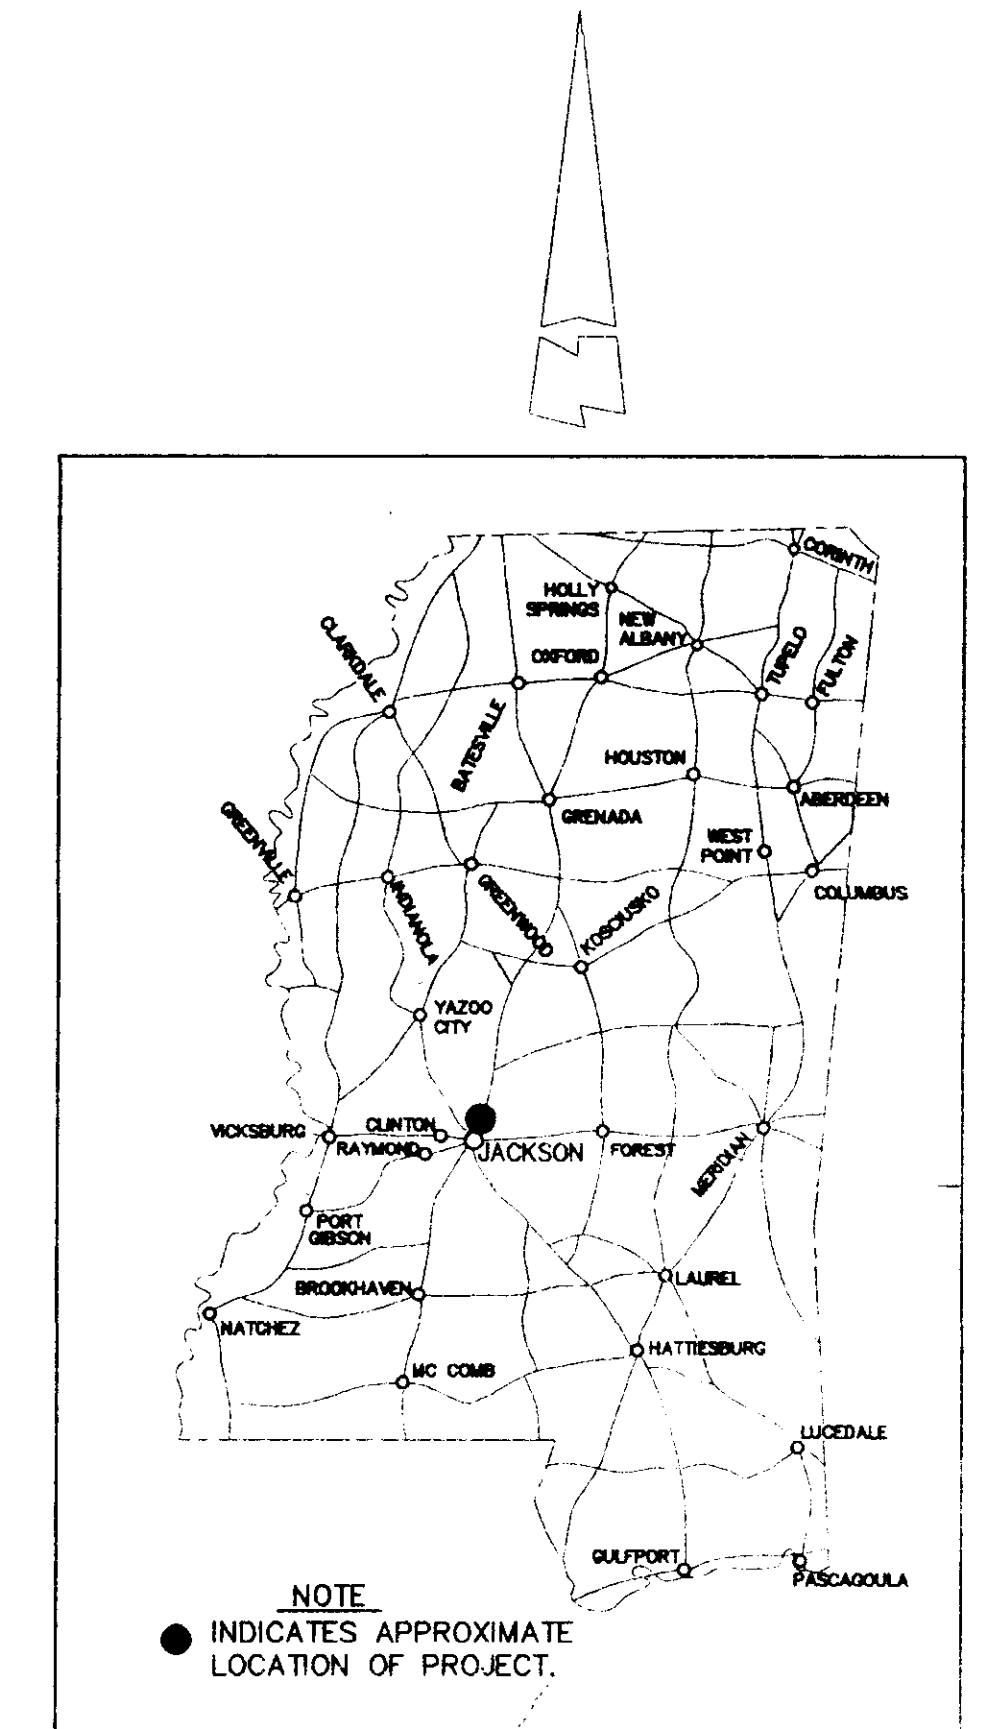 N
CORINTH
HOLLY
SPRINGS
NEW
ALBANY
CLARKDALE
OXFORD
TUPELO
FULTON
BATESVILLE
HOUSTON
ABERDEEN
GREENVILLE
GRENADA
WEST
POINT
COLUMBUS
INDIANOLA
GREENWOOD
KOSCIUSKO
YAZOO
CITY
VICKSBURG
CLINTON
RAYMOND
JACKSON
FOREST
MERIDIAN
PORT
GIBSON
BROOKHAVEN
LAUREL
NATCHEZ
HATTIESBURG
MC COMB
LUCEDALE
GULFPORT
PASCAGOULA
NOTE
INDICATES APPROXIMATE
LOCATION OF PROJECT.